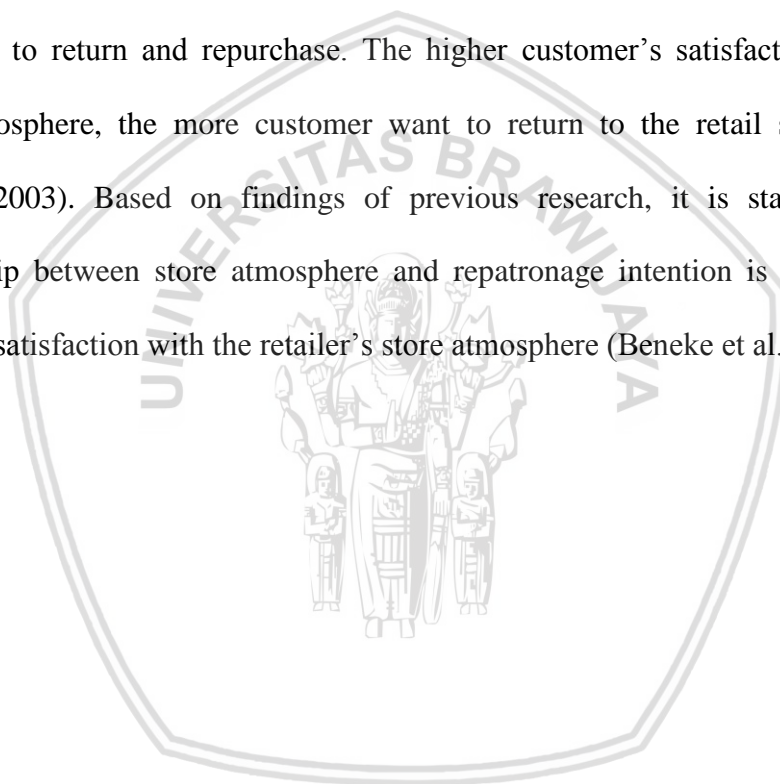 to return and repurchase. The higher customer's satisfact
osphere, the more customer want to return to the retail s
2003). Based on findings of previous research, it is sta
ip between store atmosphere and repatronage intention is
satisfaction with the retailer's store atmosphere (Beneke et al.
UNIVERSITAS BRAWIJAYA